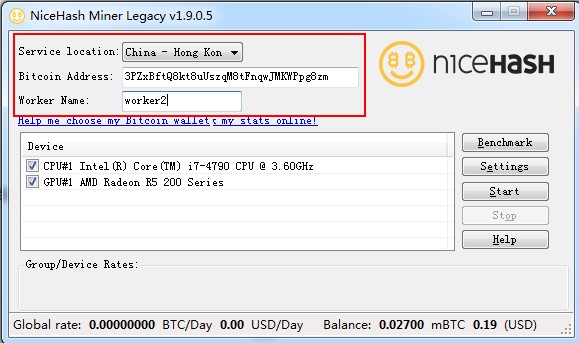 NiceHash Miner Legacy v1.9.0.5
Service location: China - Hong Kon
Bitcoin Address: 3PZxBftQ8kt8uUszqM8tFnqwJMKWPpg8zm
Worker Name: worker2
Help me choose my Bitcoin wallet; my stats online!
NICEHASH
Device
CPU#1 Intel(R) Core(TM) i7-4790 CPU @ 3.60GHz
GPU#1 AMD Radeon R5 200 Series
Benchmark
Settings
Start
Stop
Help
Group/Device Rates:
Global rate: 0.00000000 BTC/Day 0.00 USD/Day Balance: 0.02700 mBTC 0.19 (USD)